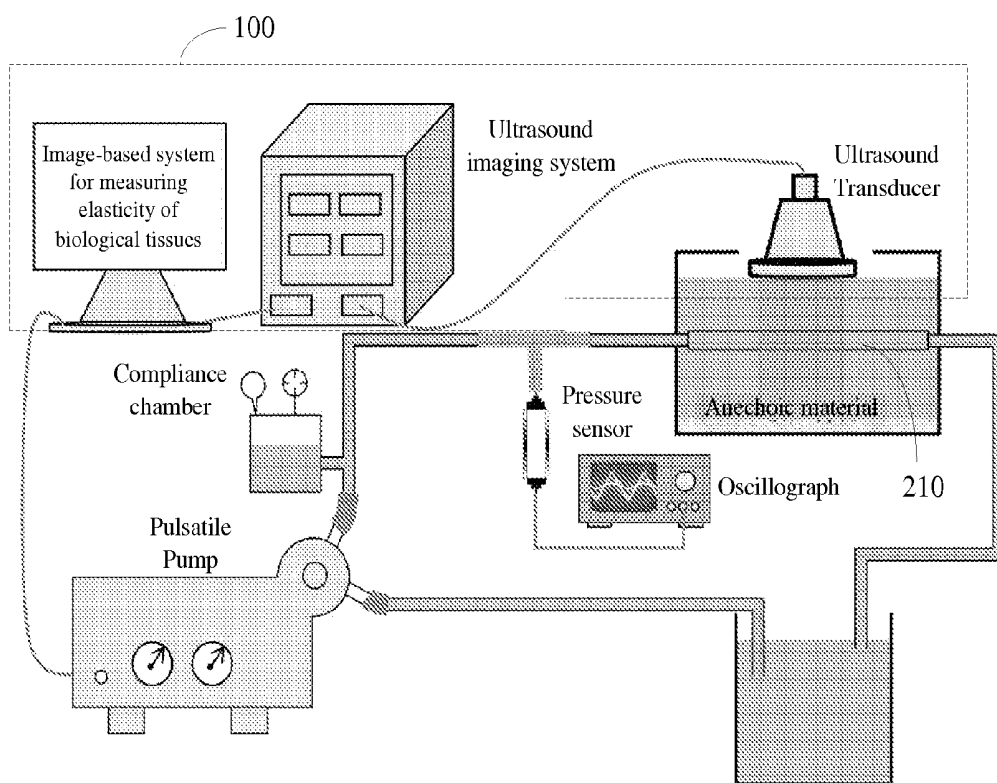 100
Image-based system
for measuring
elasticity of
biological tissues
Ultrasound
imaging system
Ultrasound
Transducer
Compliance
chamber
Pressure
sensor
Anechoic material
210
Oscillograph
Pulsatile
Pump